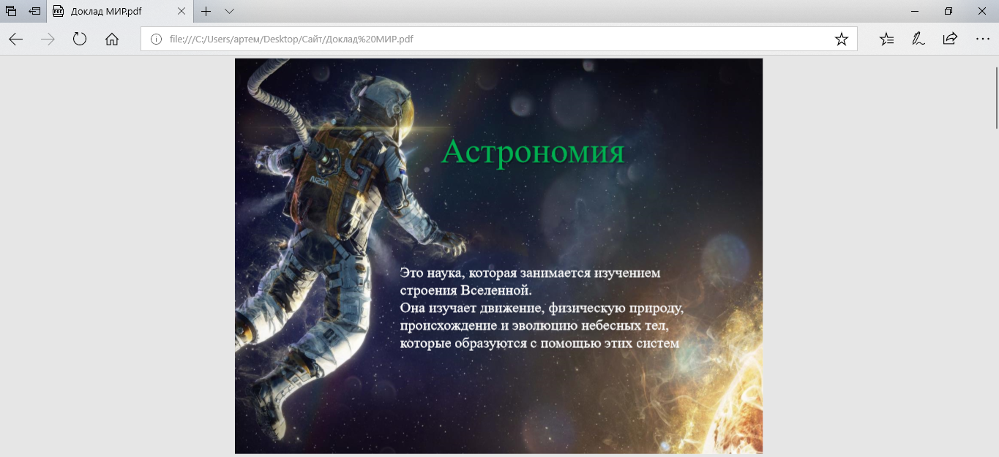 Доклад МИР.pdf
file:///C:/Users/артем/Desktop/Сайт/Доклад%20МИР.pdf
Астрономия
Это наука, которая занимается изучением
строения Вселенной.
Она изучает движение, физическую природу,
происхождение и эволюцию небесных тел,
которые образуются с помощью этих систем